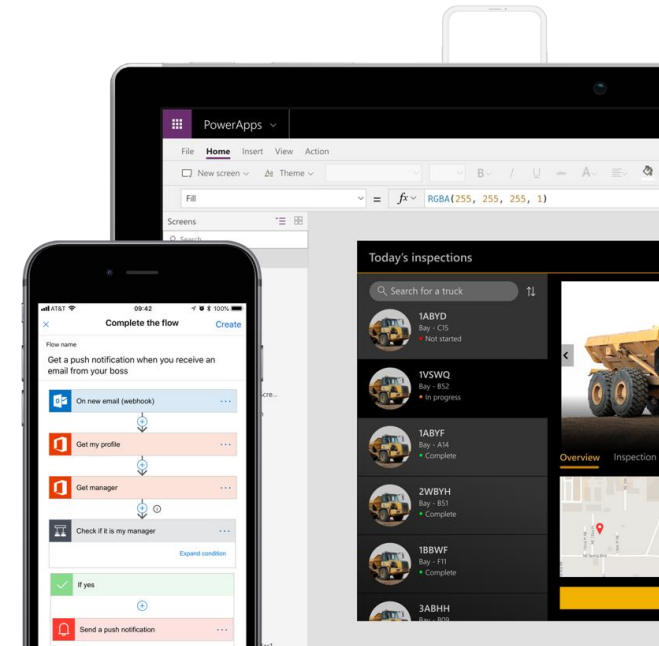 PowerApps
File Home Insert View Action
New screen Theme
B / U abc A
Fill = fx RGBA(255, 255, 255, 1)
Screens
Search
Today's inspections
Search for a truck
1ABYD
Bay - C15
Not started
1VSWQ
Bay - B52
In progress
1ABYF
Bay - A14
Complete
2WBYH
Bay - B51
Complete
1BBWF
Bay - F11
Complete
3ABHH
Bay - B09
Overview Inspection
AT&T 09:42 100%
Complete the flow Create
Flow name
Get a push notification when you receive an
email from your boss
On new email (webhook)
Get my profile
Get manager
Check if it is my manager
Expand condition
If yes
Send a push notification